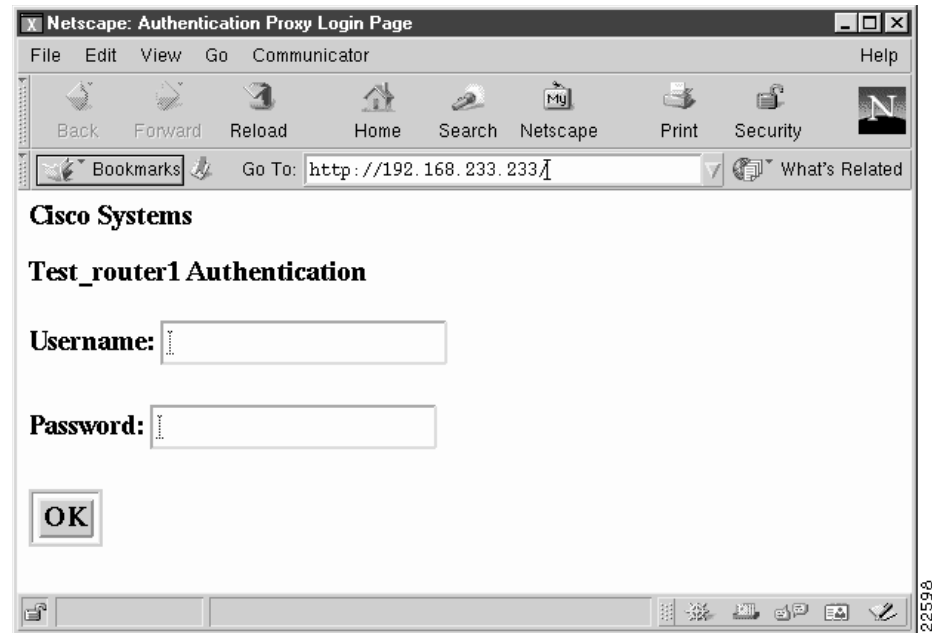 X Netscape: Authentication Proxy Login Page
File Edit View Go Communicator Help
Back Forward Reload Home Search Netscape Print Security
My
N
Bookmarks Go To: http://192.168.233.233/ What's Related
Cisco Systems
Test_router1 Authentication
Username:
Password:
OK
22598